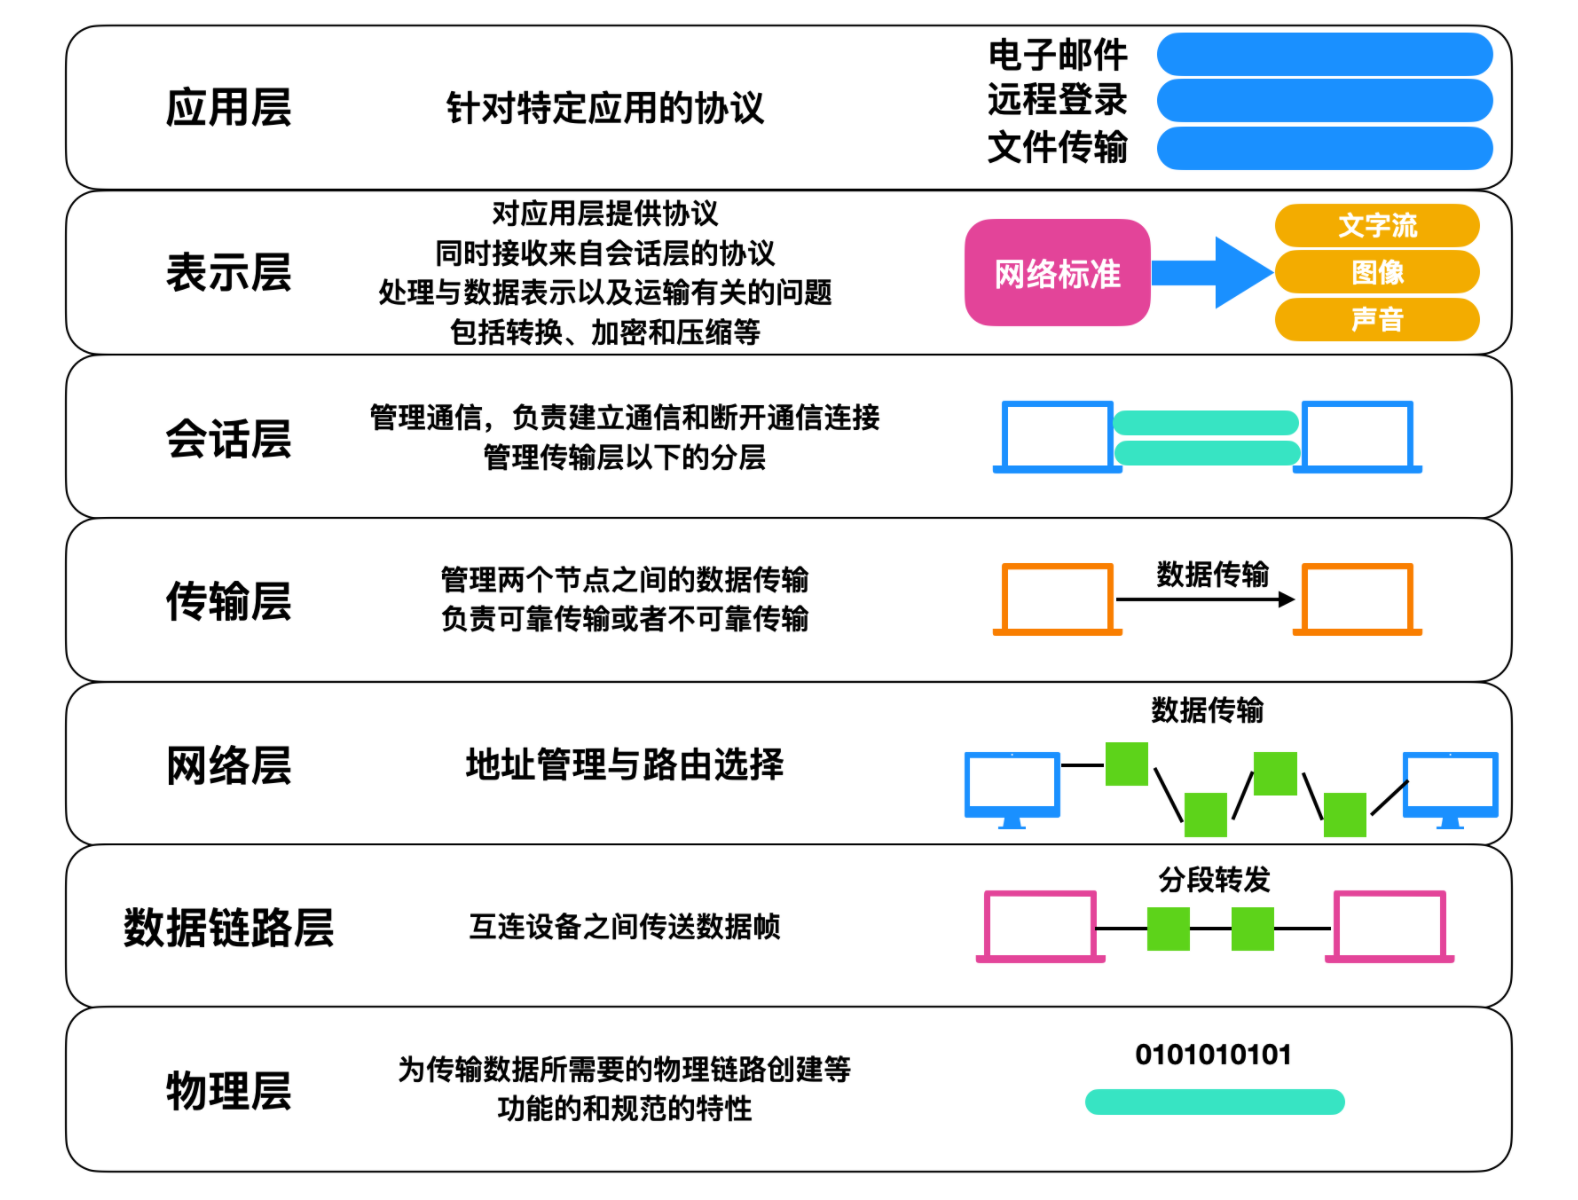 应用层
针对特定应用的协议
电子邮件
远程登录
文件传输
表示层
对应用层提供协议
同时接收来自会话层的协议
处理与数据表示以及运输有关的问题
包括转换、加密和压缩等
网络标准
文字流
图像
声音
会话层
管理通信，负责建立通信和断开通信连接
管理传输层以下的分层
传输层
管理两个节点之间的数据传输
负责可靠传输或者不可靠传输
数据传输
网络层
地址管理与路由选择
数据传输
数据链路层
互连设备之间传送数据帧
分段转发
物理层
为传输数据所需要的物理链路创建等
功能的和规范的特性
0101010101